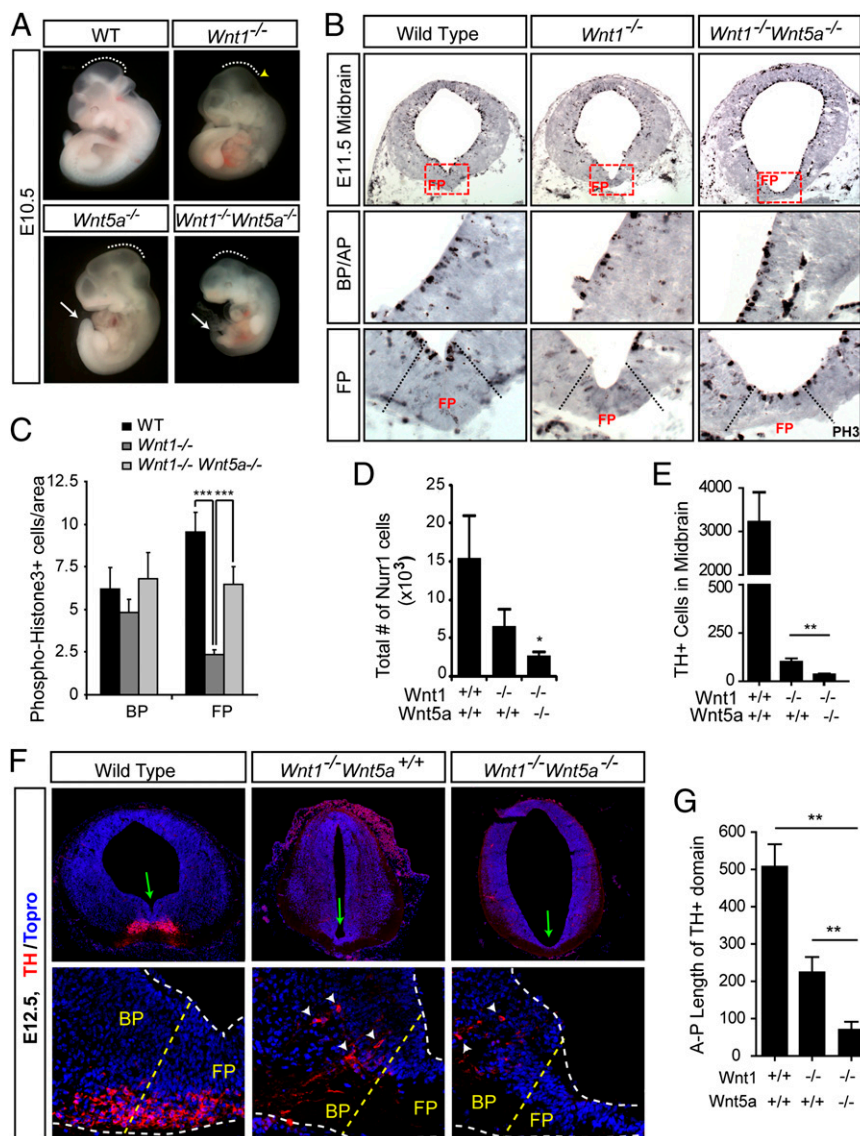 A
WT
Wnt1-/-
E10.5
Wnt5a-/-
Wnt1-/-Wnt5a-/-
B
Wild Type
Wnt1-/-
Wnt1-/-Wnt5a-/-
E11.5 Midbrain
FP
FP
FP
BP/AP
FP
FP
FP
FP
PH3
C
WT
Wnt1-/-
Wnt1-/- Wnt5a-/-
Phospho-Histone3+ cells/area
12.5
10
7.5
5
2.5
0
*** ***
BP
FP
D
Total # of Nurr1 cells
(x10³)
25
20
15
10
5
0
*
Wnt1 +/+ -/- -/-
Wnt5a +/+ +/+ -/-
E
TH+ Cells in Midbrain
4000
3000
2000
500
250
0
**
Wnt1 +/+ -/- -/-
Wnt5a +/+ +/+ -/-
F
Wild Type
Wnt1-/-Wnt5a+/+
Wnt1-/-Wnt5a-/-
E12.5, TH/Topro
BP
FP
BP
FP
BP
FP
G
A-P Length of TH+ domain
600
500
400
300
200
100
0
**
**
Wnt1 +/+ -/- -/-
Wnt5a +/+ +/+ -/-